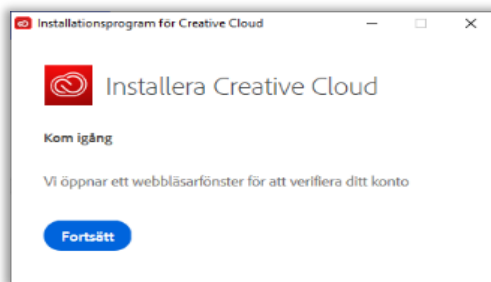 Installationsprogram för Creative Cloud
Installera Creative Cloud
Kom igång
Vi öppnar ett webbläsarfönster för att verifiera ditt konto
Fortsätt